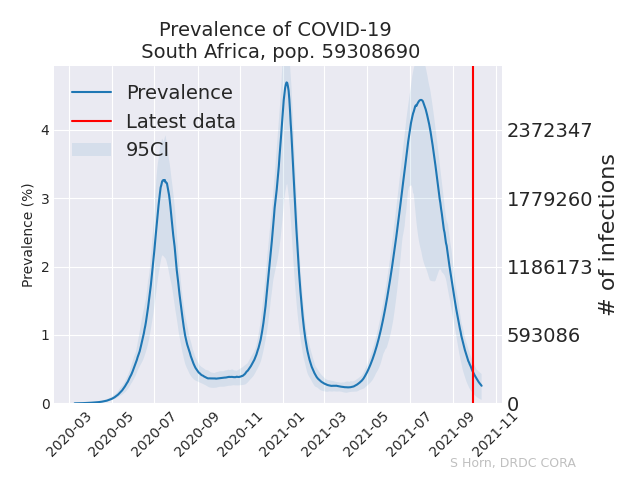 Prevalence of COVID-19
South Africa, pop. 59308690
Prevalence
Latest data
95CI
Prevalence (%)
4
3
2
1
0
2372347
1779260
1186173
593086
0
# of infections
2020-03
2020-05
2020-07
2020-09
2020-11
2021-01
2021-03
2021-05
2021-07
2021-09
2021-11
S Horn, DRDC CORA